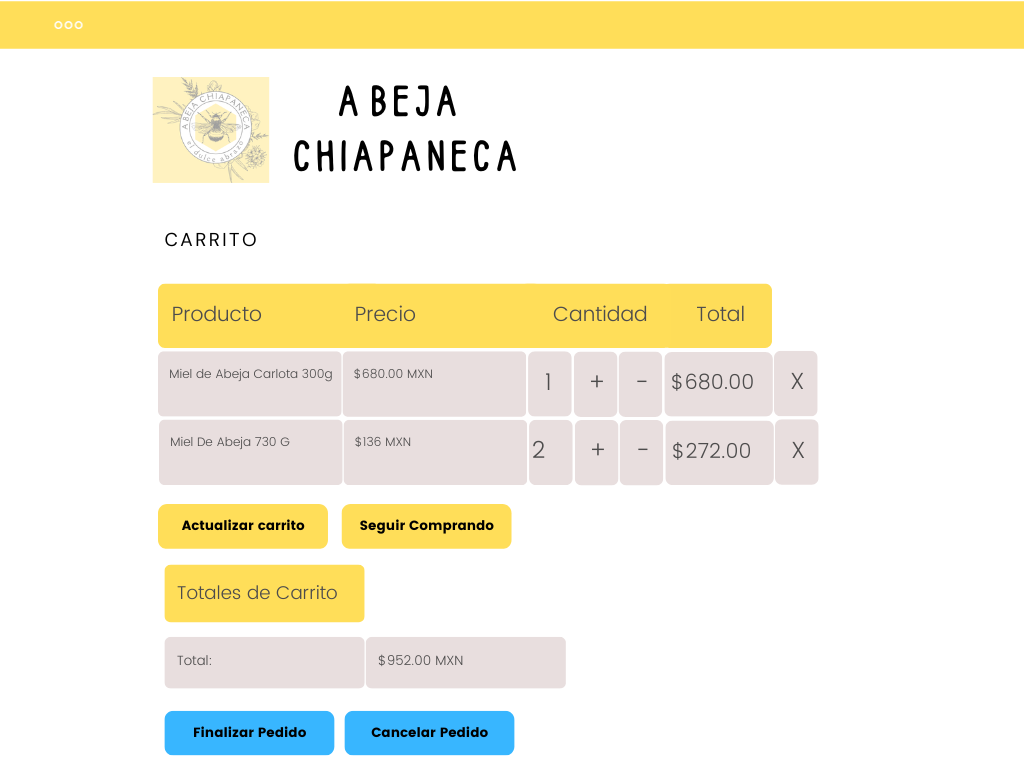 ABEJA CHIAPANECA
el dulce abrazo
A BEJA
CHIAPANECA
CARRITO
Producto Precio Cantidad Total
Miel de Abeja Carlota 300g $680.00 MXN 1 + - $680.00 X
Miel De Abeja 730 G $136 MXN 2 + - $272.00 X
Actualizar carrito Seguir Comprando
Totales de Carrito
Total: $952.00 MXN
Finalizar Pedido Cancelar Pedido